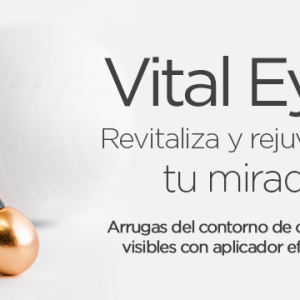 Vital Ey
Revitaliza y rejuv
tu mirad
Arrugas del contorno de o
visibles con aplicador ef